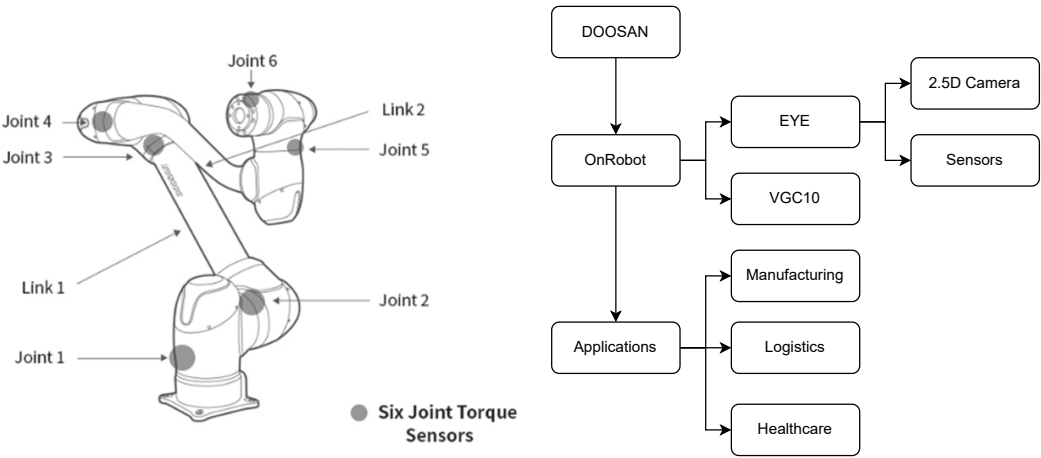 Joint 6
Link 2
Joint 4
Joint 5
Joint 3
Link 1
Joint 2
Joint 1
Six Joint Torque
Sensors
DOOSAN
OnRobot
EYE
2.5D Camera
Sensors
VGC10
Applications
Manufacturing
Logistics
Healthcare